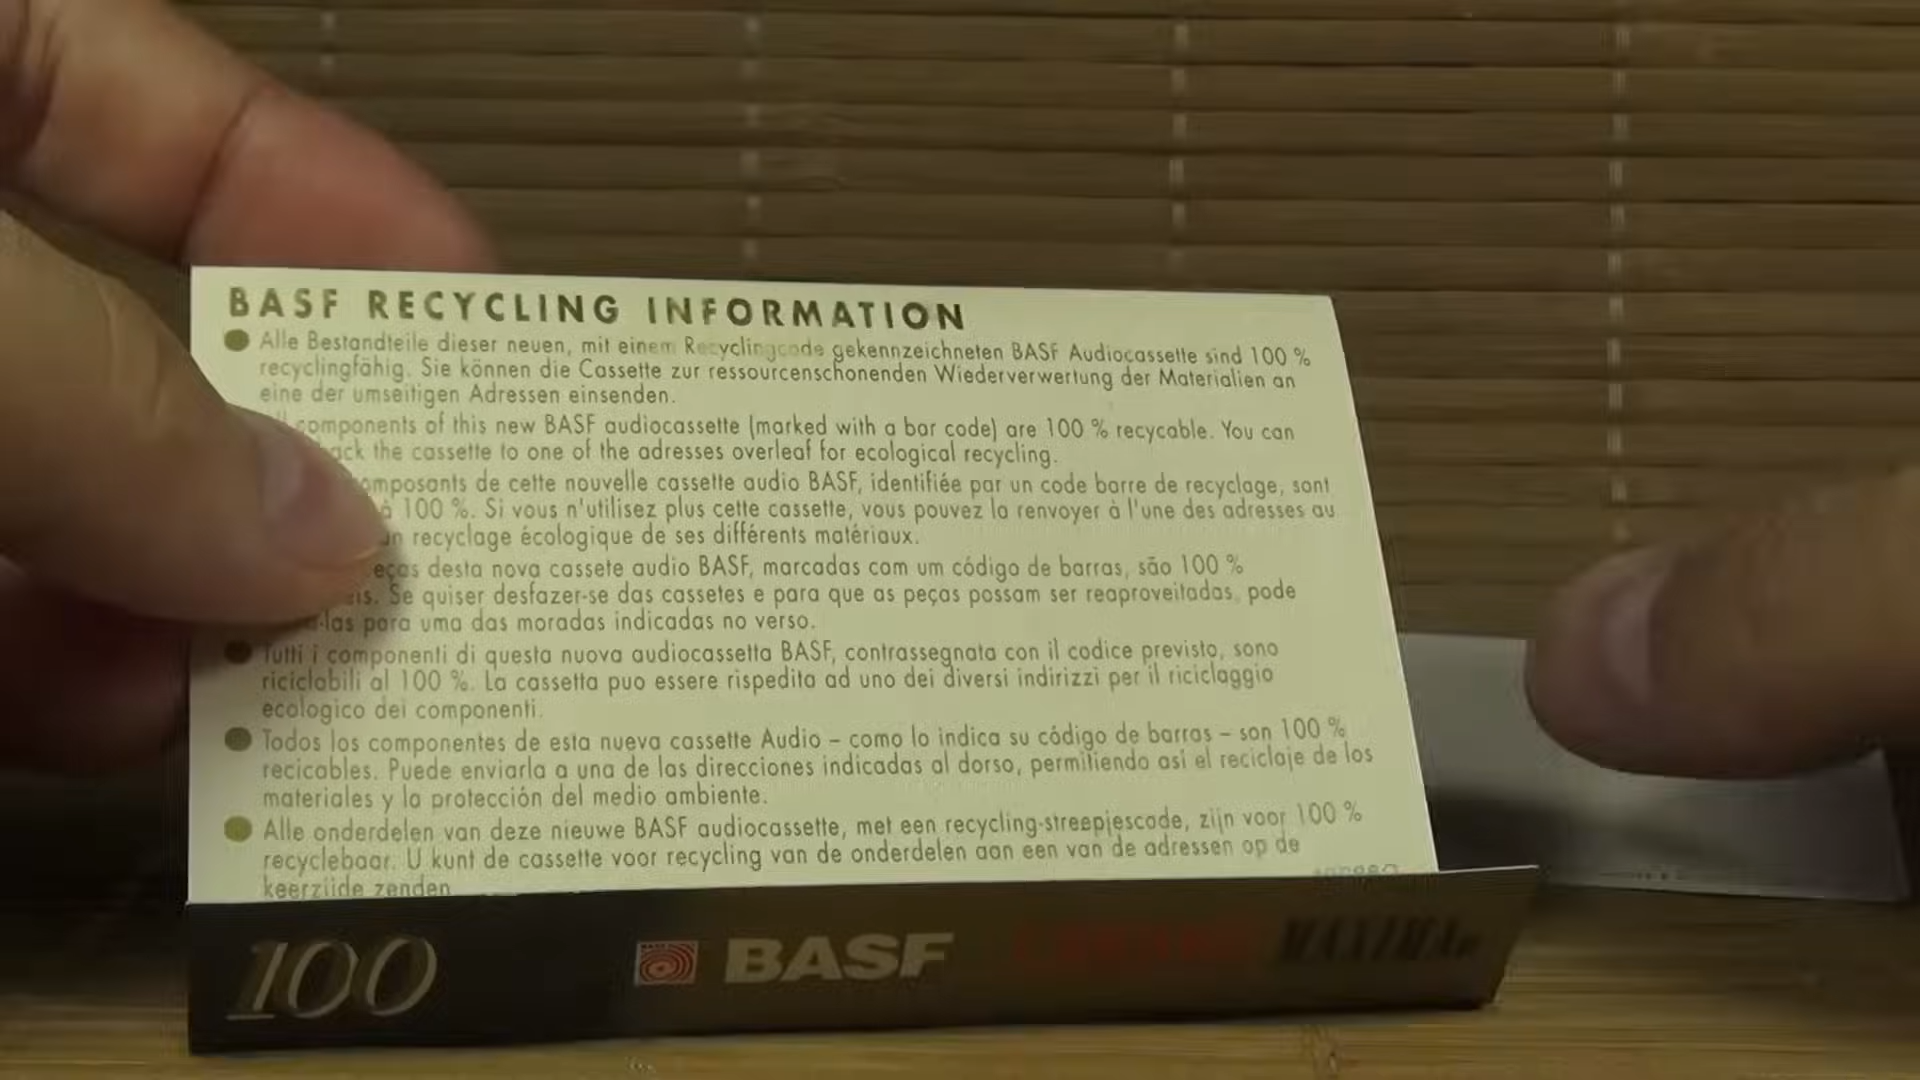 BASF RECYCLING INFORMATION
Alle Bestandteile dieser neuen, mit einem Recyclingcode gekennzeichneten BASF Audiocassette sind 100 %
recyclingfähig. Sie können die Cassette zur ressourcenschonenden Wiederverwertung der Materialien an
eine der umseitigen Adressen einsenden.
components of this new BASF audiocassette (marked with a bar code) are 100 % recycable. You can
the cassette to one of the adresses overleaf for ecological recycling.
de cette nouvelle cassette audio BASF, identifiée par un code barre de recyclage, sont
à 100 %. Si vous n'utilisez plus cette cassette, vous pouvez la renvoyer à l'une des adresses au
recyclage écologique de ses différents matériaux.
desta nova cassete audio BASF, marcadas com um código de barras, são 100 %
Se quiser desfazer-se das cassetes e para que as peças possam ser reaproveitadas, pode
para uma das moradas indicadas no verso.
Tutti i componenti di questa nuova audiocassetta BASF, contrassegnata con il codice previsto, sono
riciclabili al 100 %. La cassetta puo essere rispedita ad uno dei diversi indirizzi per il riciclaggio
ecologico dei componenti.
Todos los componentes de esta nueva cassette Audio – como lo indica su código de barras – son 100 %
recicables. Puede enviarla a una de las direcciones indicadas al dorso, permitiendo asi el reciclaje de los
materiales y la protección del medio ambiente.
Alle onderdelen van deze nieuwe BASF audiocassette, met een recycling-streepjescode, zijn voor 100 %
recyclebaar. U kunt de cassette voor recycling van de onderdelen aan een van de adressen op de
keerzijde zenden
100 BASF MAXIMA